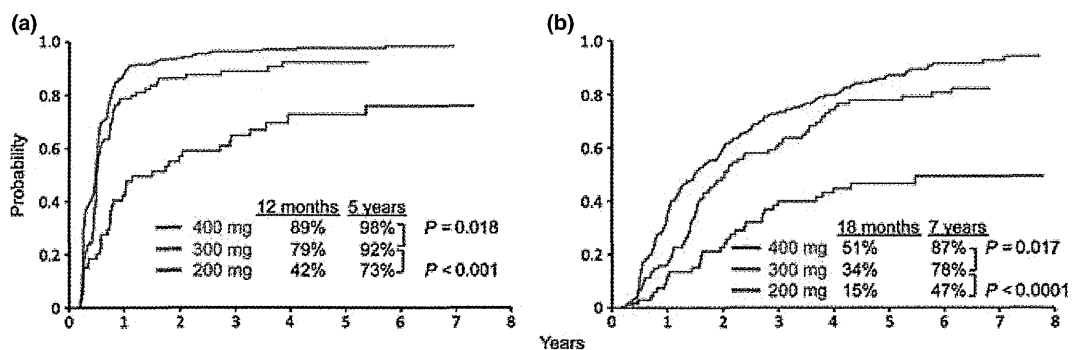 (a)
1.0
0.8
0.6
0.4
0.2
0
Probability
0 1 2 3 4 5 6 7 8
12 months 5 years
400 mg 89% 98% P = 0.018
300 mg 79% 92%
200 mg 42% 73% P < 0.001
(b)
1.0
0.8
0.6
0.4
0.2
0
0 1 2 3 4 5 6 7 8
18 months 7 years
400 mg 51% 87% P = 0.017
300 mg 34% 78%
200 mg 15% 47% P < 0.0001
Years